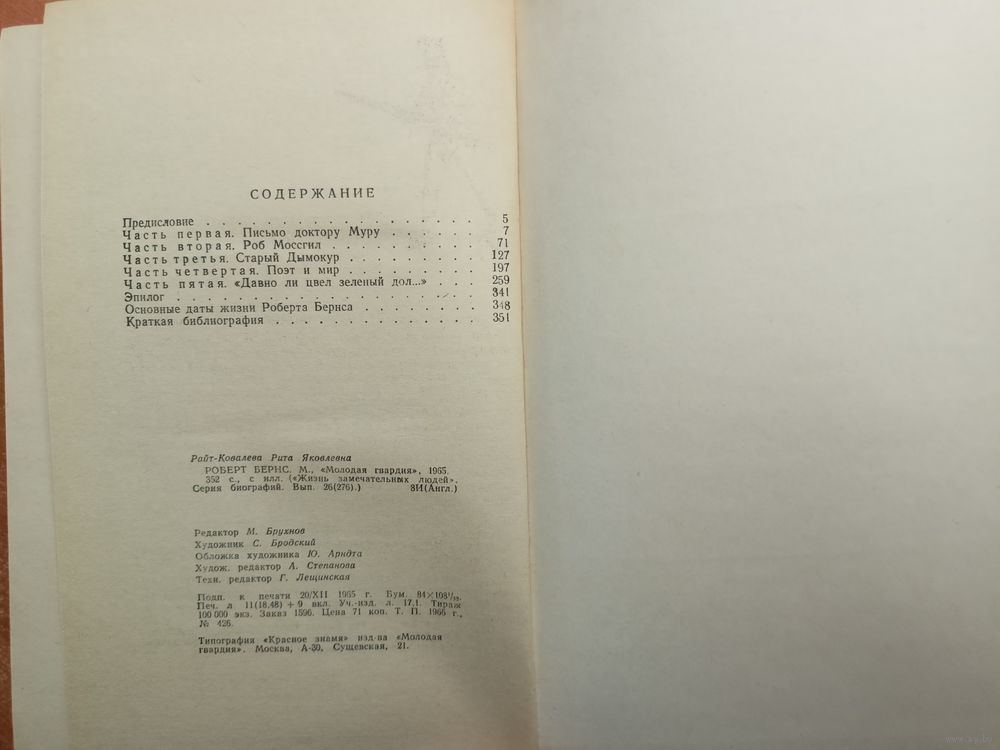 СОДЕРЖАНИЕ
Предисловие . . . . . . . . . . . . . . . . . . 5
Часть первая. Письмо доктору Муру . . . . . . 7
Часть вторая. Роб Моссгил . . . . . . . . . . 71
Часть третья. Старый Дымокур . . . . . . . . 127
Часть четвертая. Поэт и мир . . . . . . . . . 197
Часть пятая. «Давно ли цвел зеленый дол...» . . . 259
Эпилог . . . . . . . . . . . . . . . . . . . . 341
Основные даты жизни Роберта Бернса . . . . . . . 348
Краткая библиография . . . . . . . . . . . . . 351
Райт-Ковалева Рита Яковлевна
РОБЕРТ БЕРНС. М., «Молодая гвардия», 1965.
352 с., с илл. («Жизнь замечательных людей».
Серия биографий. Вып. 26(276).) 8И(Англ.)
Редактор М. Брухнов
Художник С. Бродский
Обложка художника Ю. Арндта
Худож. редактор А. Степанова
Техн. редактор Г. Лещинская
Подп. к печати 20/XII 1965 г. Бум. 84×108¹/₃₂.
Печ. л 11(18,48) + 9 вкл. Уч.-изд. л. 17,1. Тираж
100 000 экз. Заказ 1596. Цена 71 коп. Т. П. 1966 г.,
№ 426.
Типография «Красное знамя» изд-ва «Молодая
гвардия». Москва, А-30, Сущевская, 21.